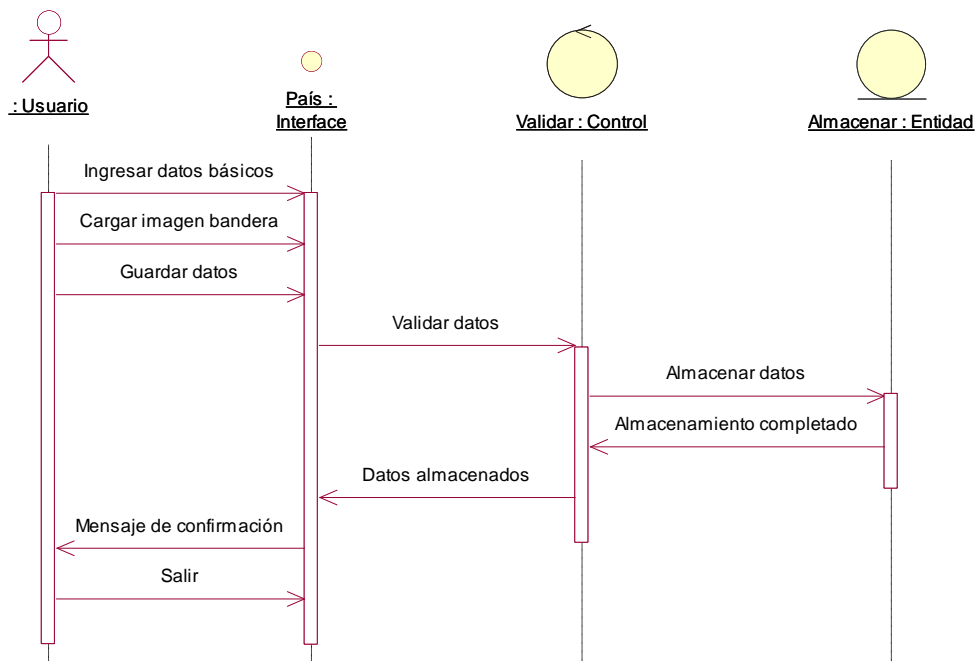 : Usuario
País :
Interface
Validar : Control
Almacenar : Entidad
Ingresar datos básicos
Cargar imagen bandera
Guardar datos
Validar datos
Almacenar datos
Almacenamiento completado
Datos almacenados
Mensaje de confirmación
Salir